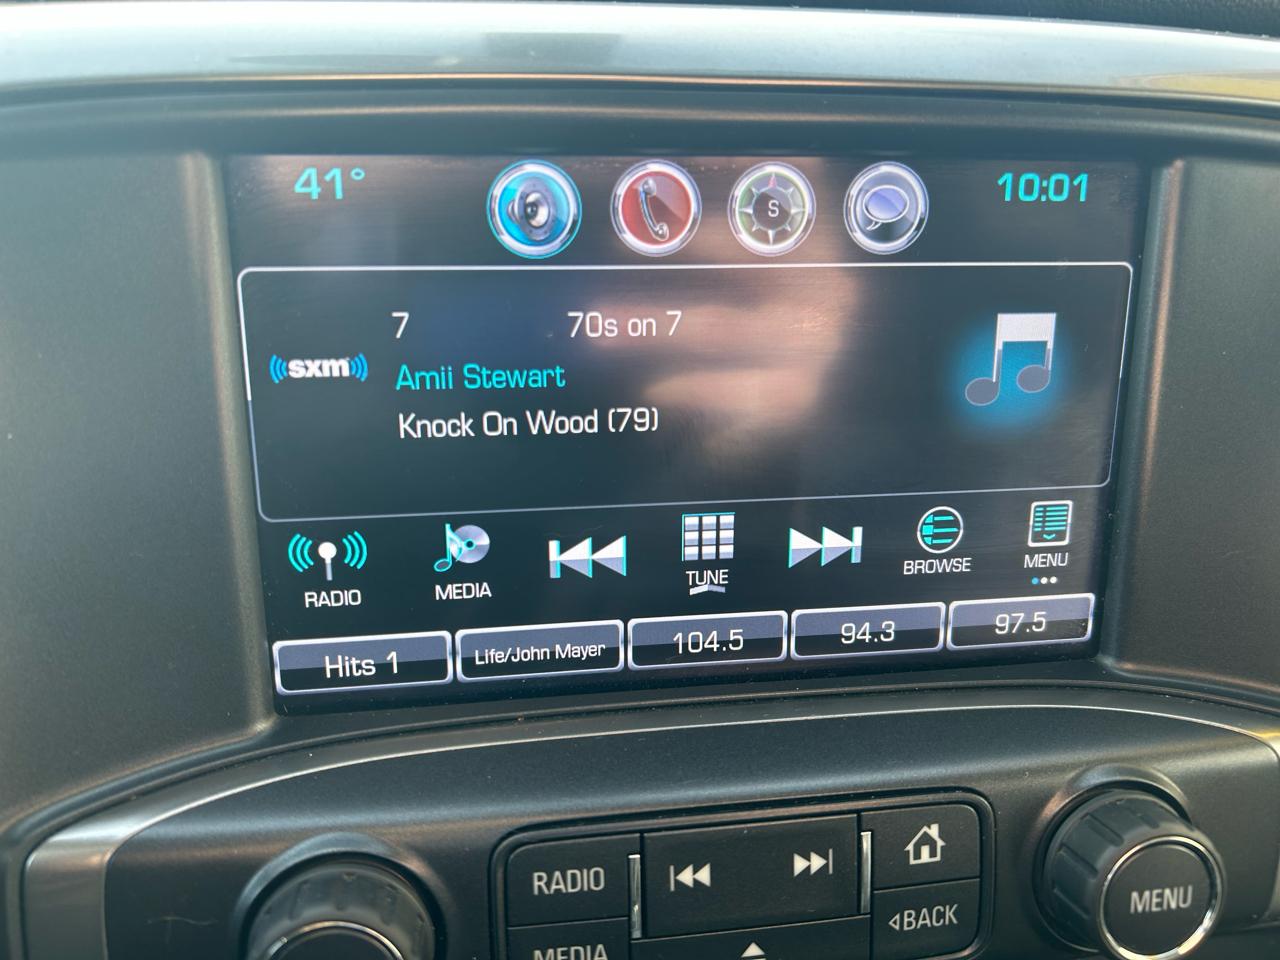 41°
S
10:01
7 70s on 7
sxm
Amii Stewart
Knock On Wood (79)
RADIO
MEDIA
TUNE
BROWSE
MENU
Hits 1
Life/John Mayer
104.5
94.3
97.5
RADIO
BACK
MEDIA
MENU